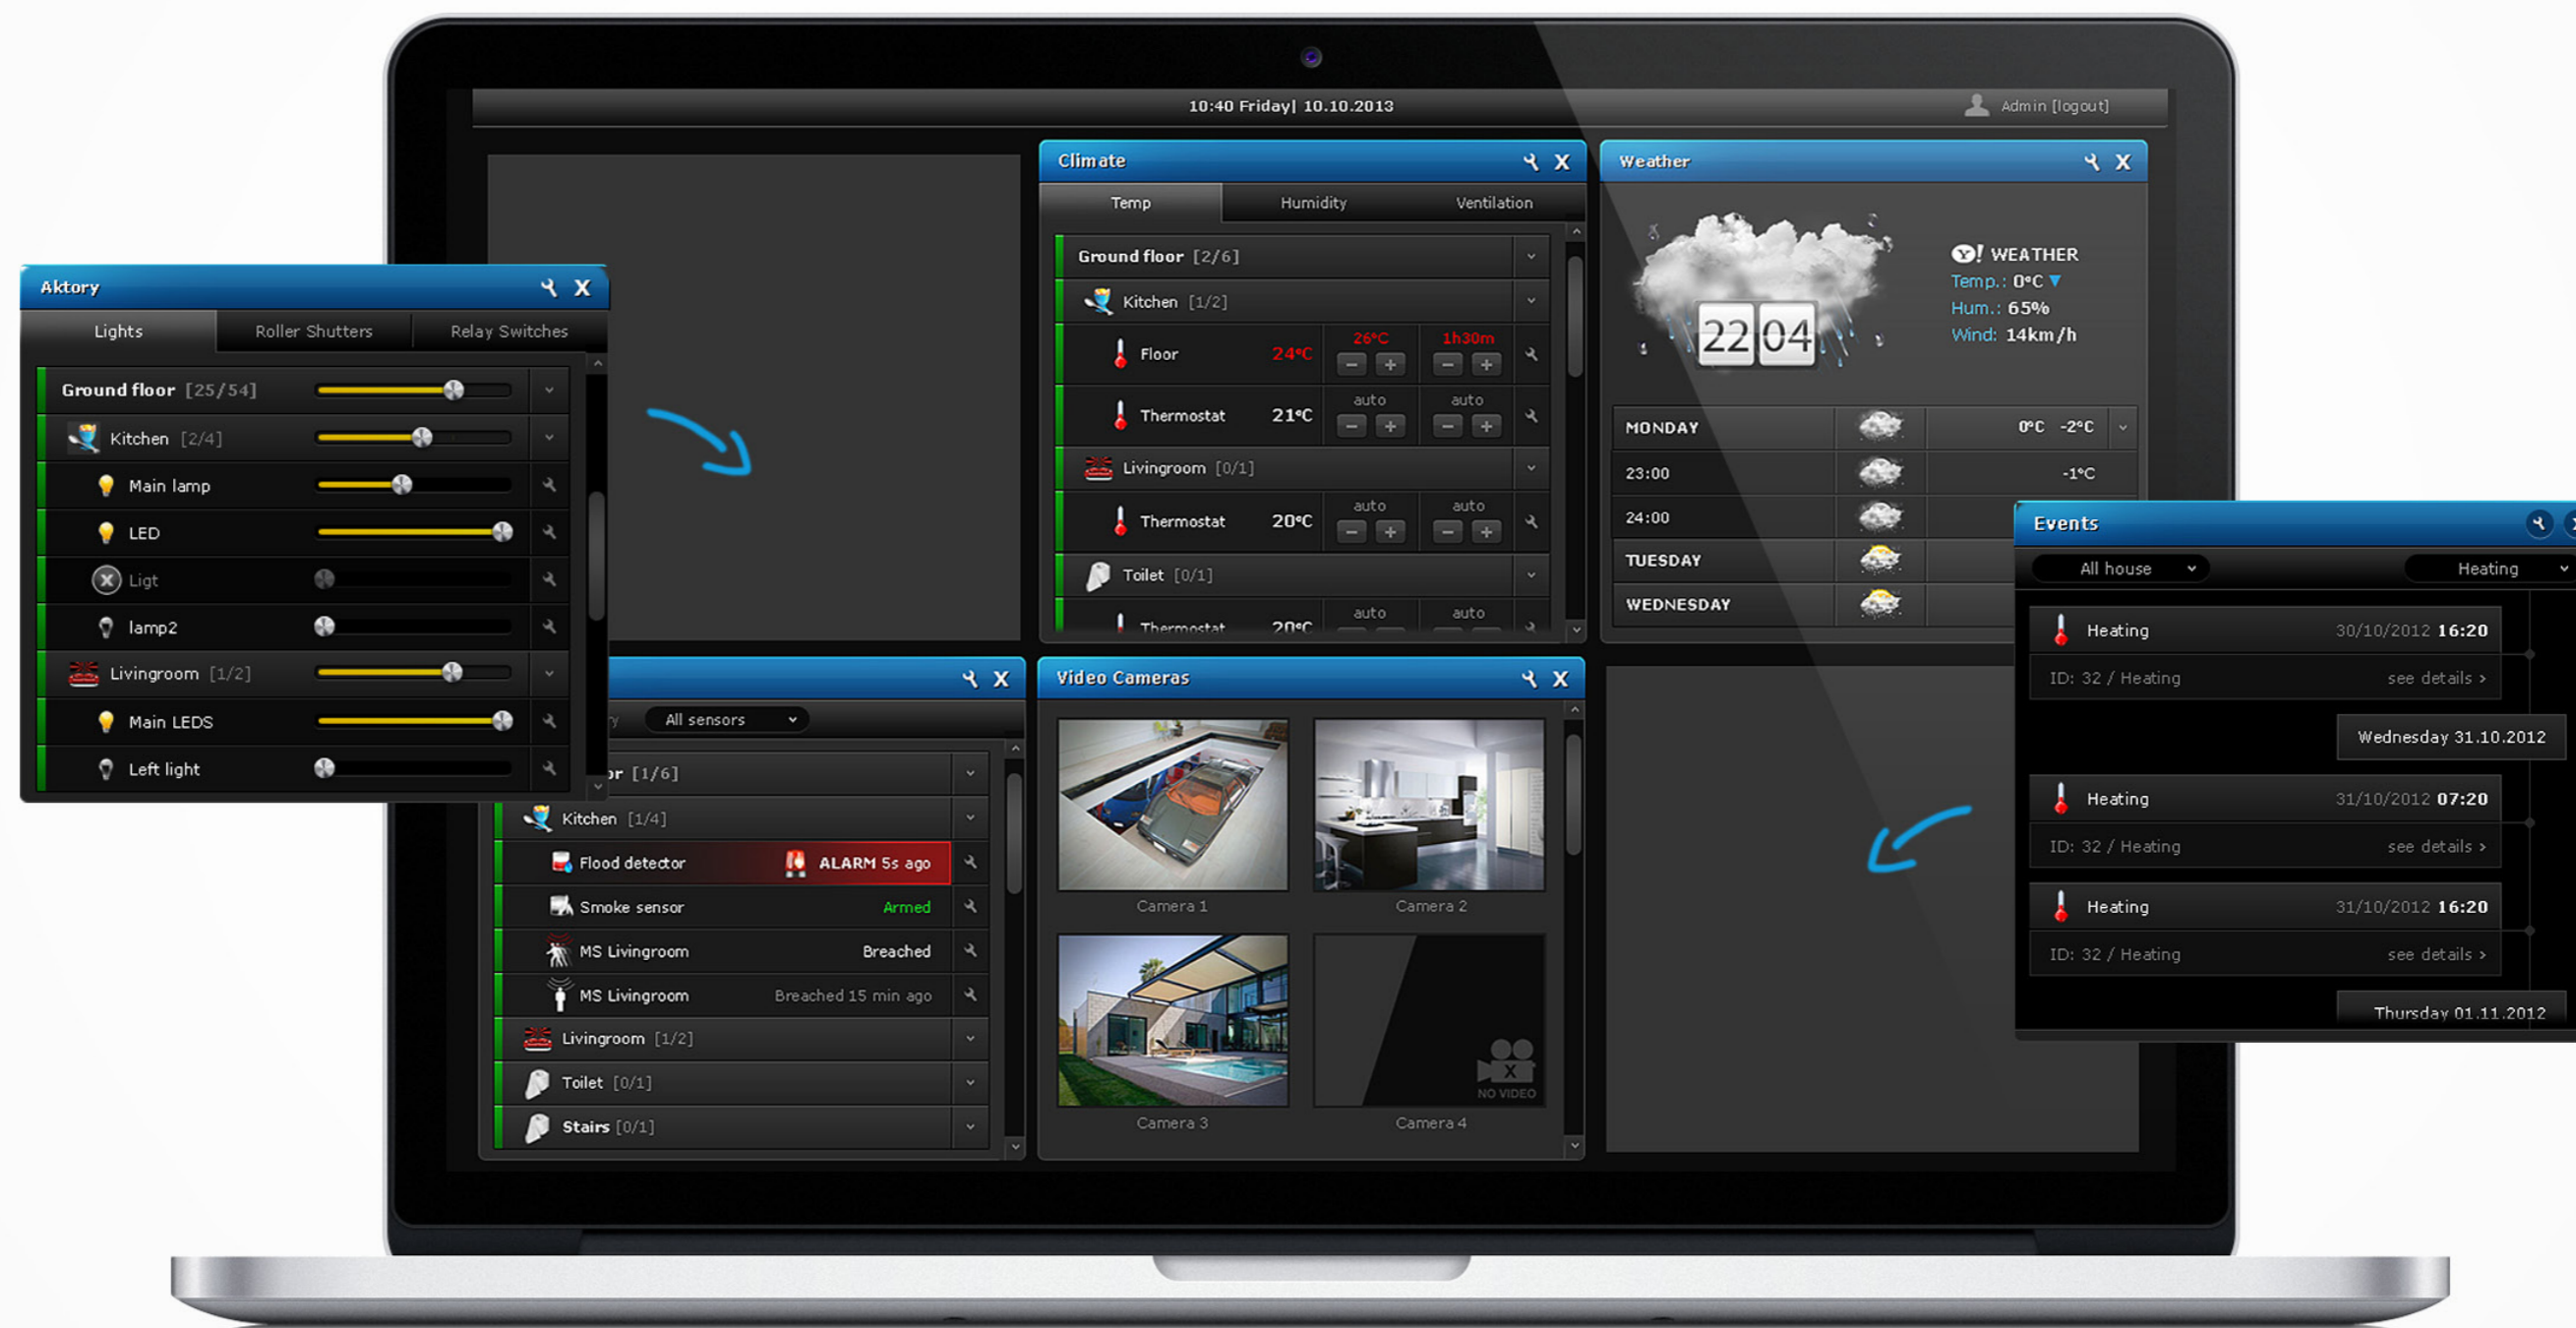 10:40 Friday| 10.10.2013
Admin [logout]
Aktory
Lights Roller Shutters Relay Switches
Ground floor [25/54]
Kitchen [2/4]
Main lamp
LED
Ligt
lamp2
Livingroom [1/2]
Main LEDS
Left light
Climate
Temp Humidity Ventilation
Ground floor [2/6]
Kitchen [1/2]
Floor 24°C 26°C 1h30m
Thermostat 21°C auto auto
Livingroom [0/1]
Thermostat 20°C auto auto
Toilet [0/1]
Thermostat 20°C auto auto
Weather
22 04
Y! WEATHER
Temp.: 0°C
Hum.: 65%
Wind: 14km/h
MONDAY 0°C -2°C
23:00 -1°C
24:00
TUESDAY
WEDNESDAY
All sensors
[1/6]
Kitchen [1/4]
Flood detector ALARM 5s ago
Smoke sensor Armed
MS Livingroom Breached
MS Livingroom Breached 15 min ago
Livingroom [1/2]
Toilet [0/1]
Stairs [0/1]
Video Cameras
Camera 1
Camera 2
Camera 3
NO VIDEO
Camera 4
Events
All house Heating
Heating 30/10/2012 16:20
ID: 32 / Heating see details >
Wednesday 31.10.2012
Heating 31/10/2012 07:20
ID: 32 / Heating see details >
Heating 31/10/2012 16:20
ID: 32 / Heating see details >
Thursday 01.11.2012